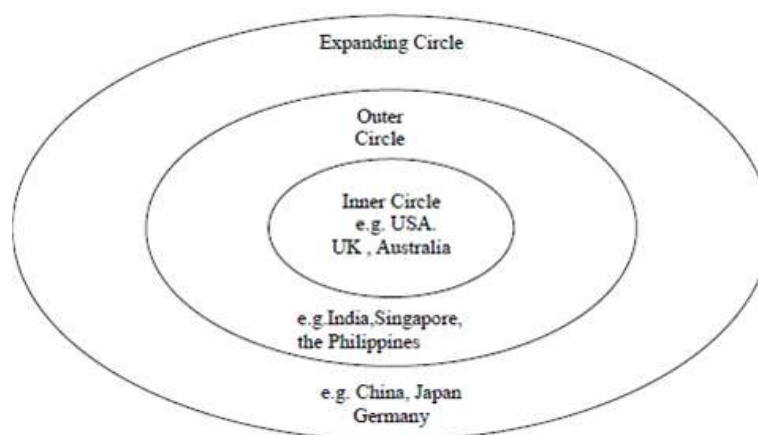 Expanding Circle
Outer
Circle
Inner Circle
e.g. USA.
UK , Australia
e.g.India,Singapore,
the Philippines
e.g. China, Japan
Germany